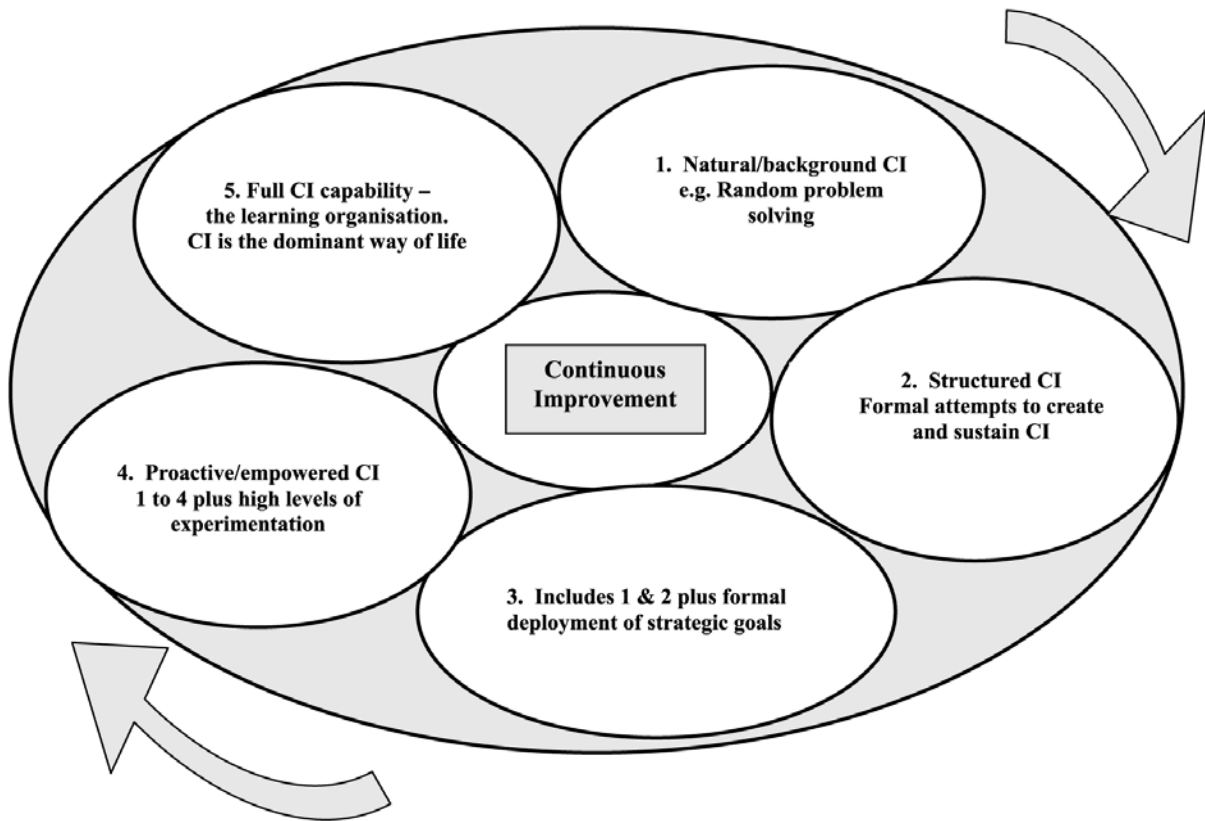 1. Natural/background CI
e.g. Random problem
solving
2. Structured CI
Formal attempts to create
and sustain CI
3. Includes 1 & 2 plus formal
deployment of strategic goals
4. Proactive/empowered CI
1 to 4 plus high levels of
experimentation
5. Full CI capability –
the learning organisation.
CI is the dominant way of life
Continuous
Improvement